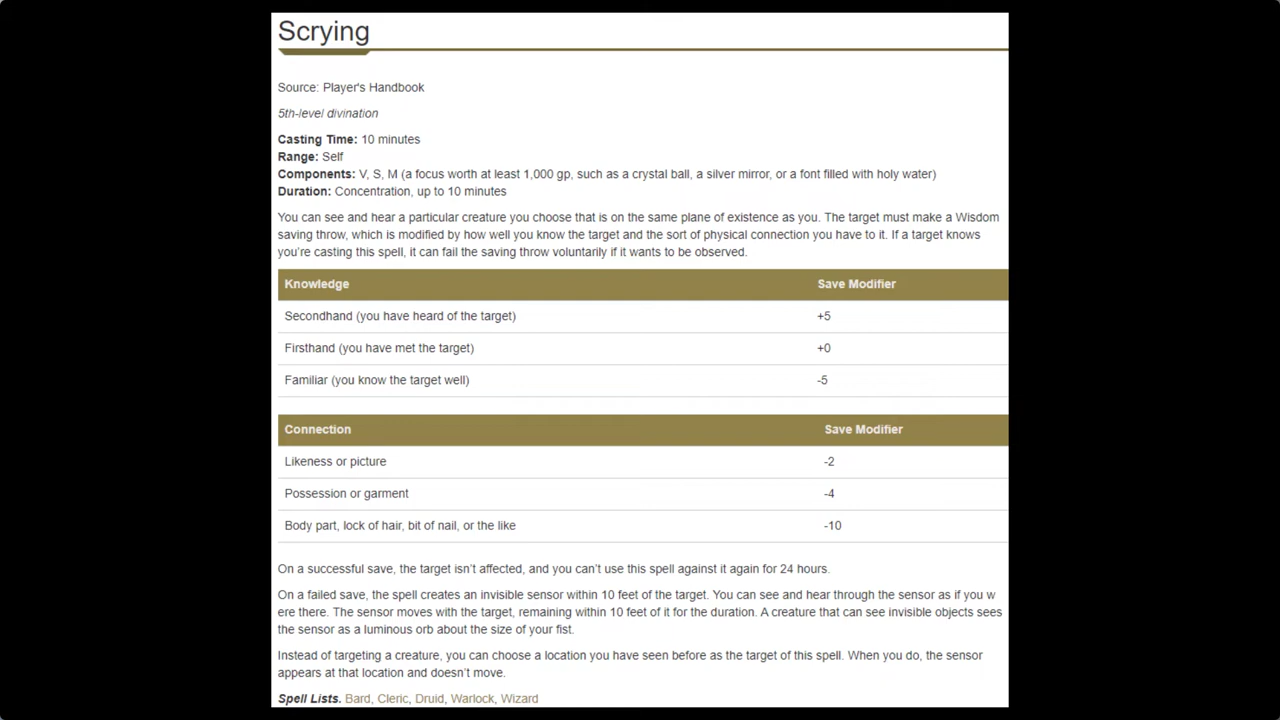 Scrying
Source: Player's Handbook
5th-level divination
Casting Time: 10 minutes
Range: Self
Components: V, S, M (a focus worth at least 1,000 gp, such as a crystal ball, a silver mirror, or a font filled with holy water)
Duration: Concentration, up to 10 minutes
You can see and hear a particular creature you choose that is on the same plane of existence as you. The target must make a Wisdom
saving throw, which is modified by how well you know the target and the sort of physical connection you have to it. If a target knows
you’re casting this spell, it can fail the saving throw voluntarily if it wants to be observed.
Knowledge Save Modifier
Secondhand (you have heard of the target) +5
Firsthand (you have met the target) +0
Familiar (you know the target well) -5
Connection Save Modifier
Likeness or picture -2
Possession or garment -4
Body part, lock of hair, bit of nail, or the like -10
On a successful save, the target isn’t affected, and you can’t use this spell against it again for 24 hours.
On a failed save, the spell creates an invisible sensor within 10 feet of the target. You can see and hear through the sensor as if you w
ere there. The sensor moves with the target, remaining within 10 feet of it for the duration. A creature that can see invisible objects sees
the sensor as a luminous orb about the size of your fist.
Instead of targeting a creature, you can choose a location you have seen before as the target of this spell. When you do, the sensor
appears at that location and doesn’t move.
Spell Lists. Bard, Cleric, Druid, Warlock, Wizard